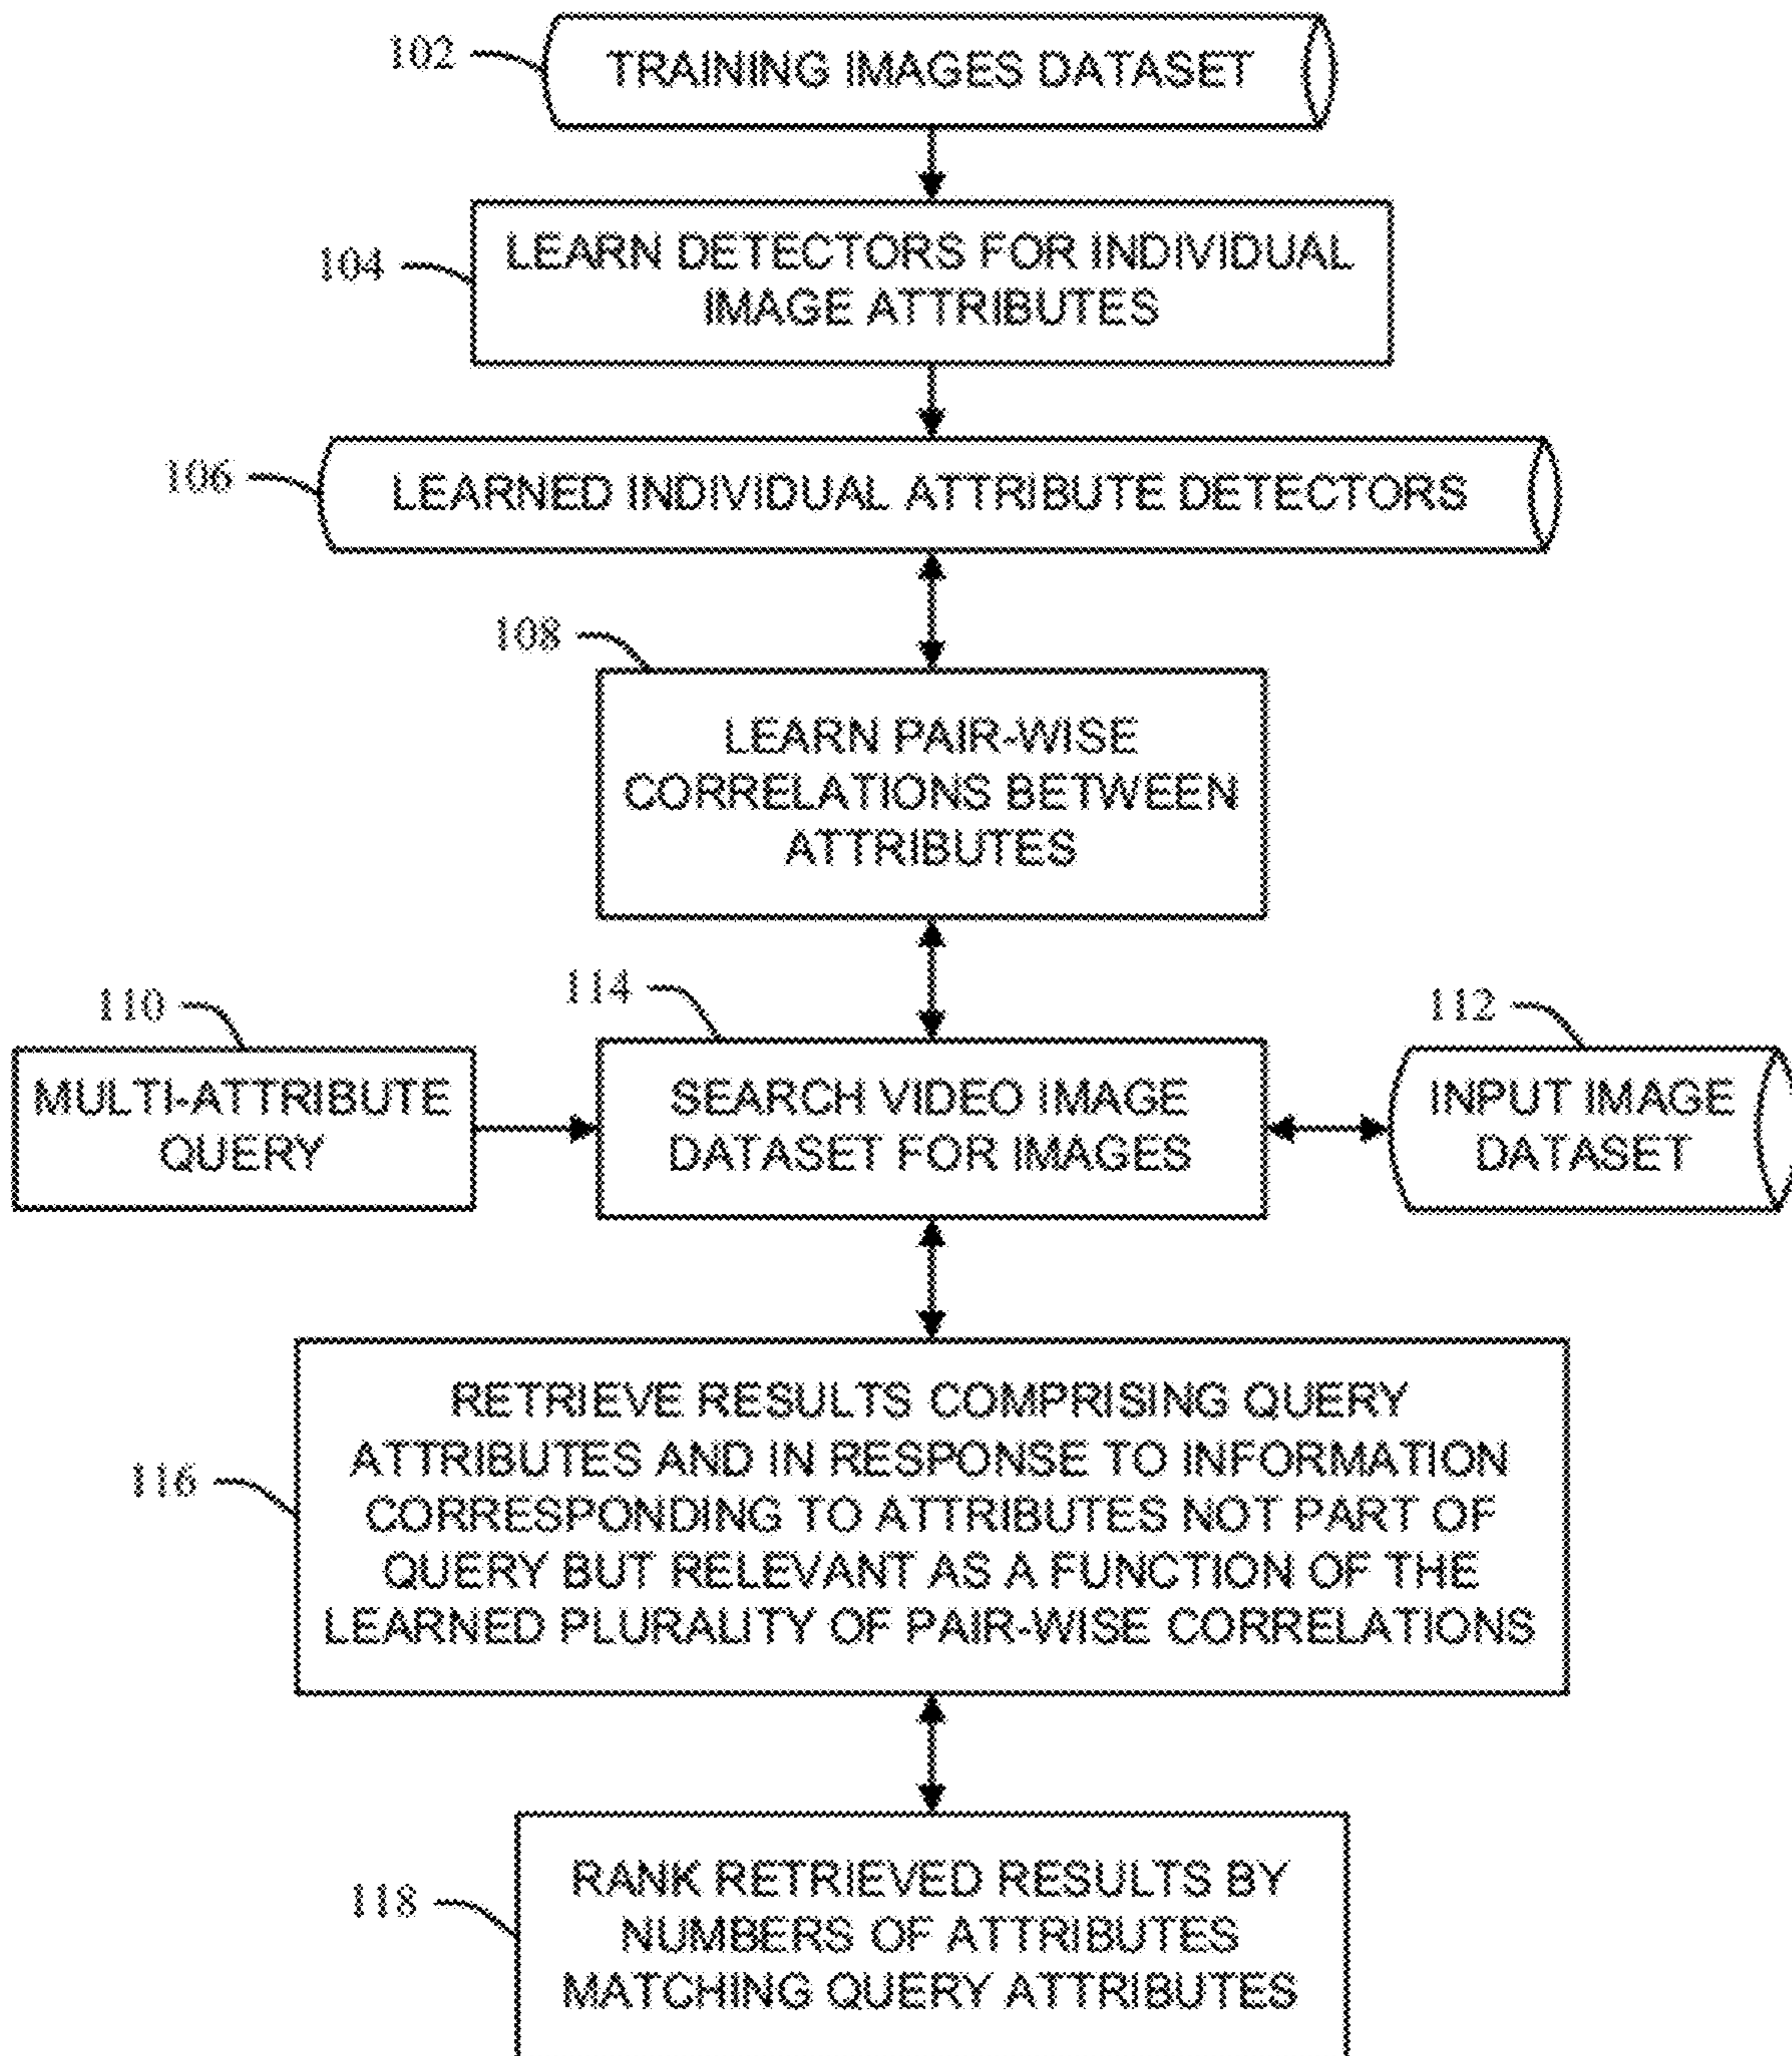 102
TRAINING IMAGES DATASET
104
LEARN DETECTORS FOR INDIVIDUAL
IMAGE ATTRIBUTES
106
LEARNED INDIVIDUAL ATTRIBUTE DETECTORS
108
LEARN PAIR-WISE
CORRELATIONS BETWEEN
ATTRIBUTES
110
MULTI-ATTRIBUTE
QUERY
114
SEARCH VIDEO IMAGE
DATASET FOR IMAGES
112
INPUT IMAGE
DATASET
116
RETRIEVE RESULTS COMPRISING QUERY
ATTRIBUTES AND IN RESPONSE TO INFORMATION
CORRESPONDING TO ATTRIBUTES NOT PART OF
QUERY BUT RELEVANT AS A FUNCTION OF THE
LEARNED PLURALITY OF PAIR-WISE CORRELATIONS
118
RANK RETRIEVED RESULTS BY
NUMBERS OF ATTRIBUTES
MATCHING QUERY ATTRIBUTES